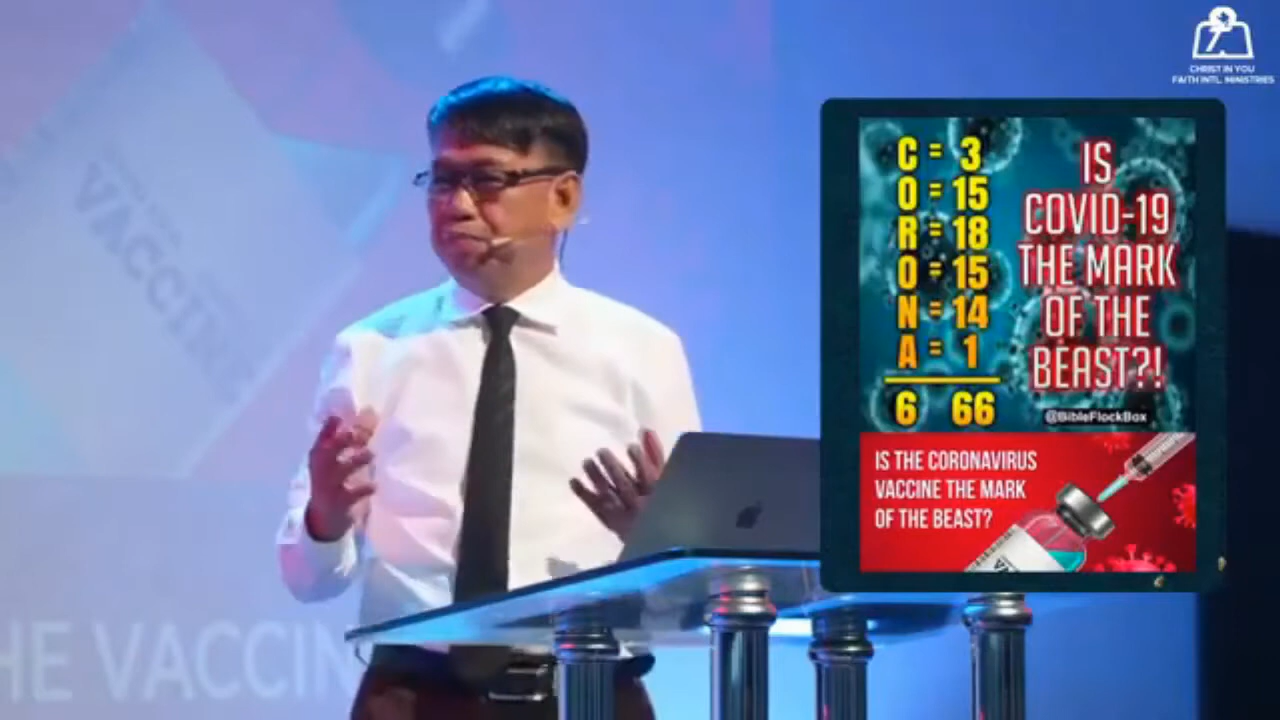 CHRIST IN YOU
FAITH INTL. MINISTRIES
VACCIN
C = 3
O = 15
R = 18
O = 15
N = 14
A = 1
6 66
IS
COVID-19
THE MARK
OF THE
BEAST?!
@BibleFlockBox
IS THE CORONAVIRUS
VACCINE THE MARK
OF THE BEAST?
HE VACCIN